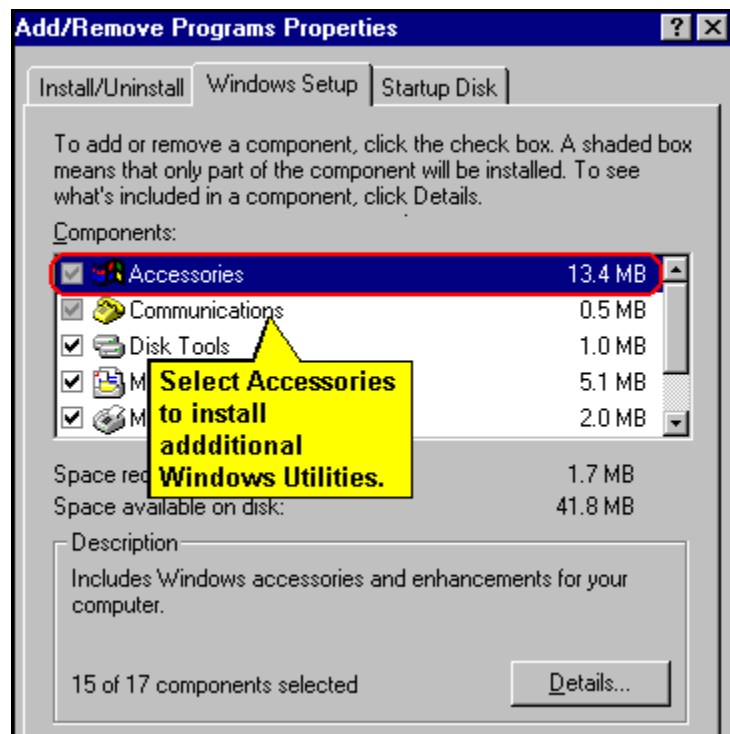 Add/Remove Programs Properties
Install/Uninstall Windows Setup Startup Disk
To add or remove a component, click the check box. A shaded box
means that only part of the component will be installed. To see
what's included in a component, click Details.
Components:
Accessories 13.4 MB
Communications 0.5 MB
Disk Tools 1.0 MB
M 5.1 MB
M 2.0 MB
Select Accessories
to install
addditional
Windows Utilities.
Space req 1.7 MB
Space available on disk: 41.8 MB
Description
Includes Windows accessories and enhancements for your
computer.
15 of 17 components selected Details...